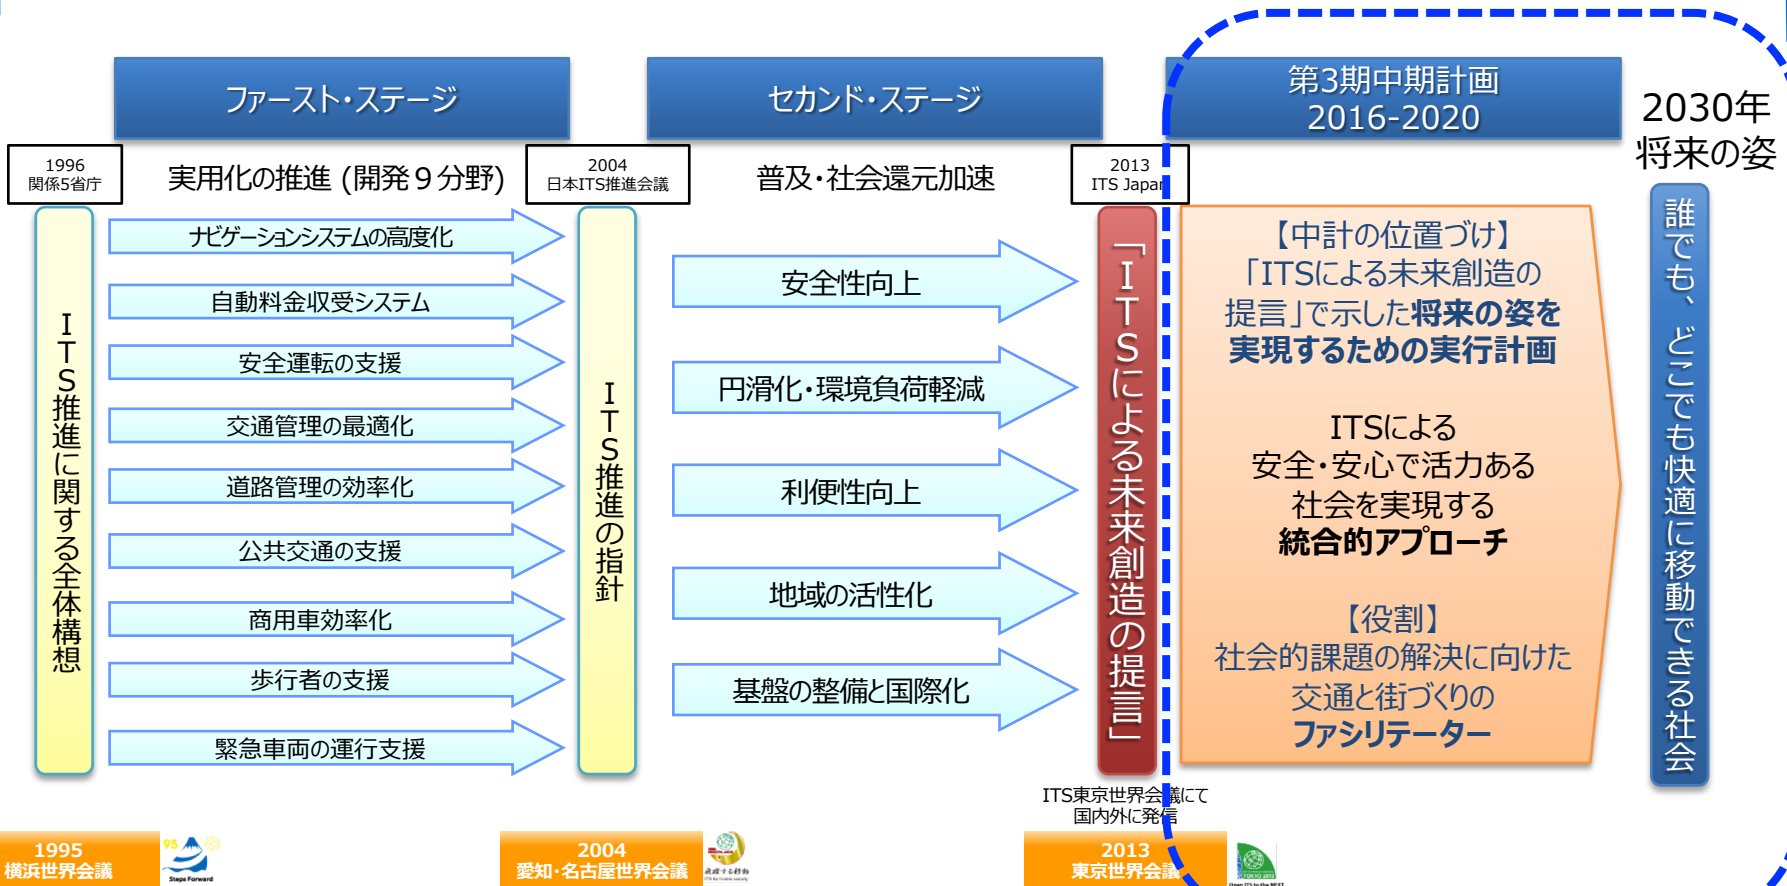 ファースト・ステージ
セカンド・ステージ
第3期中期計画
2016-2020
2030年
将来の姿
1996
関係5省庁
実用化の推進 (開発９分野)
2004
日本ITS推進会議
普及・社会還元加速
2013
ITS Japan
ＩＴＳ推進に関する全体構想
ナビゲーションシステムの高度化
自動料金収受システム
安全運転の支援
交通管理の最適化
道路管理の効率化
公共交通の支援
商用車効率化
歩行者の支援
緊急車両の運行支援
ＩＴＳ推進の指針
安全性向上
円滑化・環境負荷軽減
利便性向上
地域の活性化
基盤の整備と国際化
「ＩＴＳによる未来創造の提言」
【中計の位置づけ】
「ITSによる未来創造の
提言」で示した将来の姿を
実現するための実行計画
ITSによる
安全・安心で活力ある
社会を実現する
統合的アプローチ
【役割】
社会的課題の解決に向けた
交通と街づくりの
ファシリテーター
誰でも、どこでも快適に移動できる社会
ITS東京世界会議にて
国内外に発信
1995
横浜世界会議
95
Steps Forward
2004
愛知・名古屋世界会議
飛躍する移動
2013
東京世界会議
TOKYO 2013
Open ITS to the NEXT